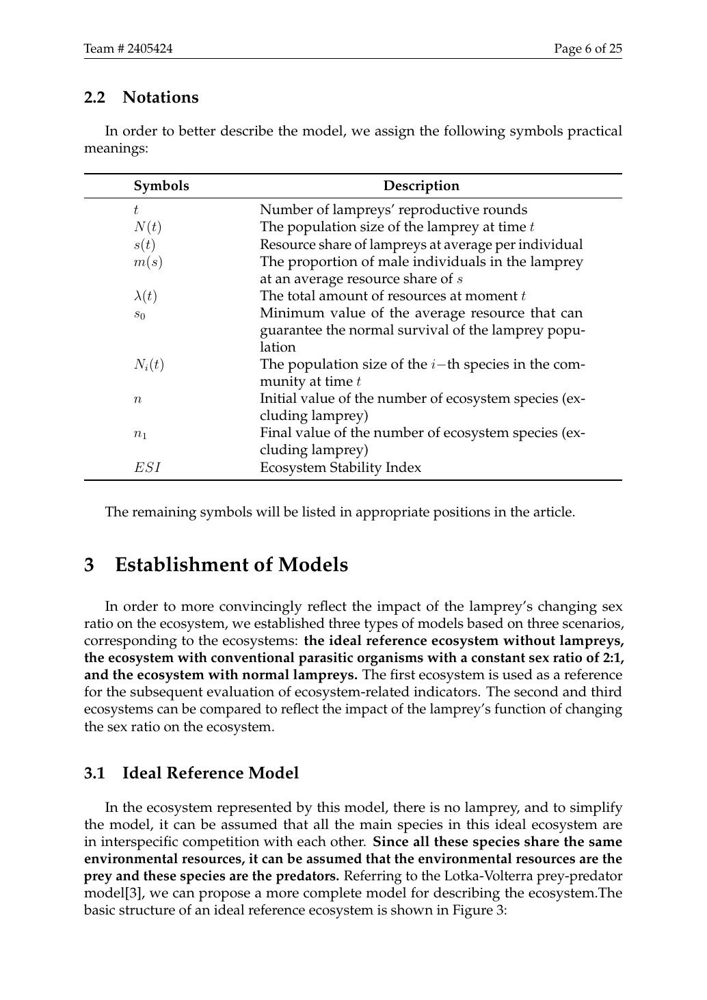 Team # 2405424 Page 6 of 25
2.2 Notations
In order to better describe the model, we assign the following symbols practical
meanings:
Symbols Description
t Number of lampreys' reproductive rounds
N(t) The population size of the lamprey at time t
s(t) Resource share of lampreys at average per individual
m(s) The proportion of male individuals in the lamprey
at an average resource share of s
λ(t) The total amount of resources at moment t
s₀ Minimum value of the average resource that can
guarantee the normal survival of the lamprey popu-
lation
Nᵢ(t) The population size of the i−th species in the com-
munity at time t
n Initial value of the number of ecosystem species (ex-
cluding lamprey)
n₁ Final value of the number of ecosystem species (ex-
cluding lamprey)
ESI Ecosystem Stability Index
The remaining symbols will be listed in appropriate positions in the article.
3 Establishment of Models
In order to more convincingly reflect the impact of the lamprey's changing sex
ratio on the ecosystem, we established three types of models based on three scenarios,
corresponding to the ecosystems: the ideal reference ecosystem without lampreys,
the ecosystem with conventional parasitic organisms with a constant sex ratio of 2:1,
and the ecosystem with normal lampreys. The first ecosystem is used as a reference
for the subsequent evaluation of ecosystem-related indicators. The second and third
ecosystems can be compared to reflect the impact of the lamprey's function of changing
the sex ratio on the ecosystem.
3.1 Ideal Reference Model
In the ecosystem represented by this model, there is no lamprey, and to simplify
the model, it can be assumed that all the main species in this ideal ecosystem are
in interspecific competition with each other. Since all these species share the same
environmental resources, it can be assumed that the environmental resources are the
prey and these species are the predators. Referring to the Lotka-Volterra prey-predator
model[3], we can propose a more complete model for describing the ecosystem.The
basic structure of an ideal reference ecosystem is shown in Figure 3: